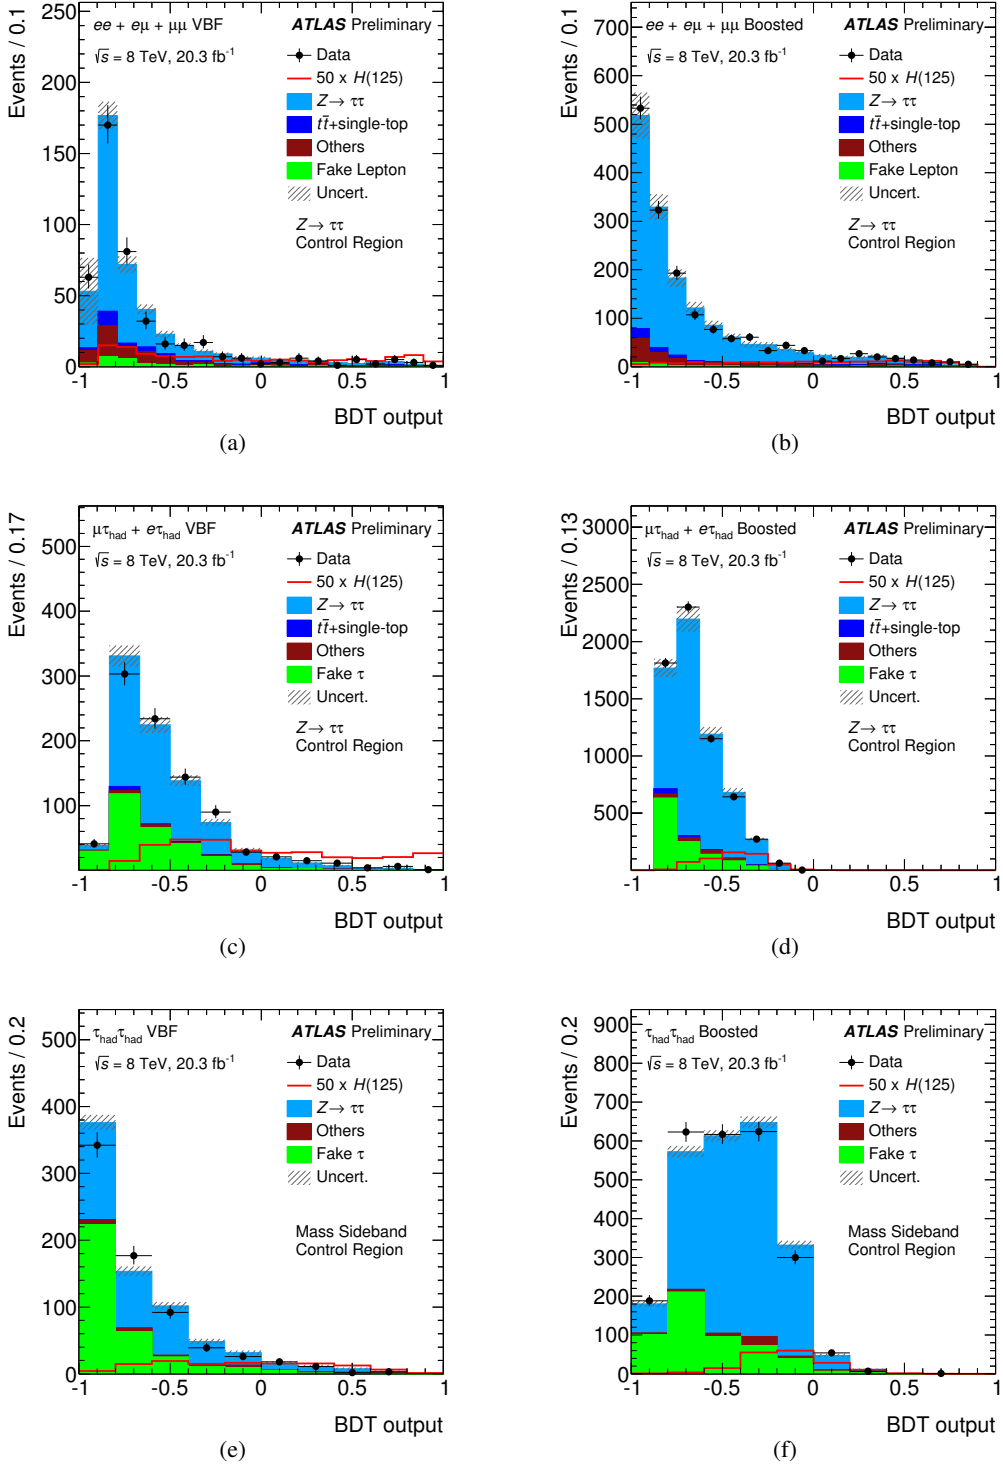 Events / 0.1
250
200
150
100
50
0
ee + eμ + μμ VBF
√s = 8 TeV, 20.3 fb⁻¹
ATLAS Preliminary
Data
50 x H(125)
Z→ ττ
tt̄+single-top
Others
Fake Lepton
Uncert.
Z→ ττ
Control Region
-1 -0.5 0 0.5 1
BDT output
(a)
Events / 0.1
700
600
500
400
300
200
100
0
ee + eμ + μμ Boosted
√s = 8 TeV, 20.3 fb⁻¹
ATLAS Preliminary
Data
50 x H(125)
Z→ ττ
tt̄+single-top
Others
Fake Lepton
Uncert.
Z→ ττ
Control Region
-1 -0.5 0 0.5 1
BDT output
(b)
Events / 0.17
500
400
300
200
100
μτhad + eτhad VBF
√s = 8 TeV, 20.3 fb⁻¹
ATLAS Preliminary
Data
50 x H(125)
Z→ ττ
tt̄+single-top
Others
Fake τ
Uncert.
Z→ ττ
Control Region
-1 -0.5 0 0.5 1
BDT output
(c)
Events / 0.13
3000
2500
2000
1500
1000
500
μτhad + eτhad Boosted
√s = 8 TeV, 20.3 fb⁻¹
ATLAS Preliminary
Data
50 x H(125)
Z→ ττ
tt̄+single-top
Others
Fake τ
Uncert.
Z→ ττ
Control Region
-1 -0.5 0 0.5 1
BDT output
(d)
Events / 0.2
500
400
300
200
100
0
τhadτhad VBF
√s = 8 TeV, 20.3 fb⁻¹
ATLAS Preliminary
Data
50 x H(125)
Z→ ττ
Others
Fake τ
Uncert.
Mass Sideband
Control Region
-1 -0.5 0 0.5 1
BDT output
(e)
Events / 0.2
900
800
700
600
500
400
300
200
100
0
τhadτhad Boosted
√s = 8 TeV, 20.3 fb⁻¹
ATLAS Preliminary
Data
50 x H(125)
Z→ ττ
Others
Fake τ
Uncert.
Mass Sideband
Control Region
-1 -0.5 0 0.5 1
BDT output
(f)